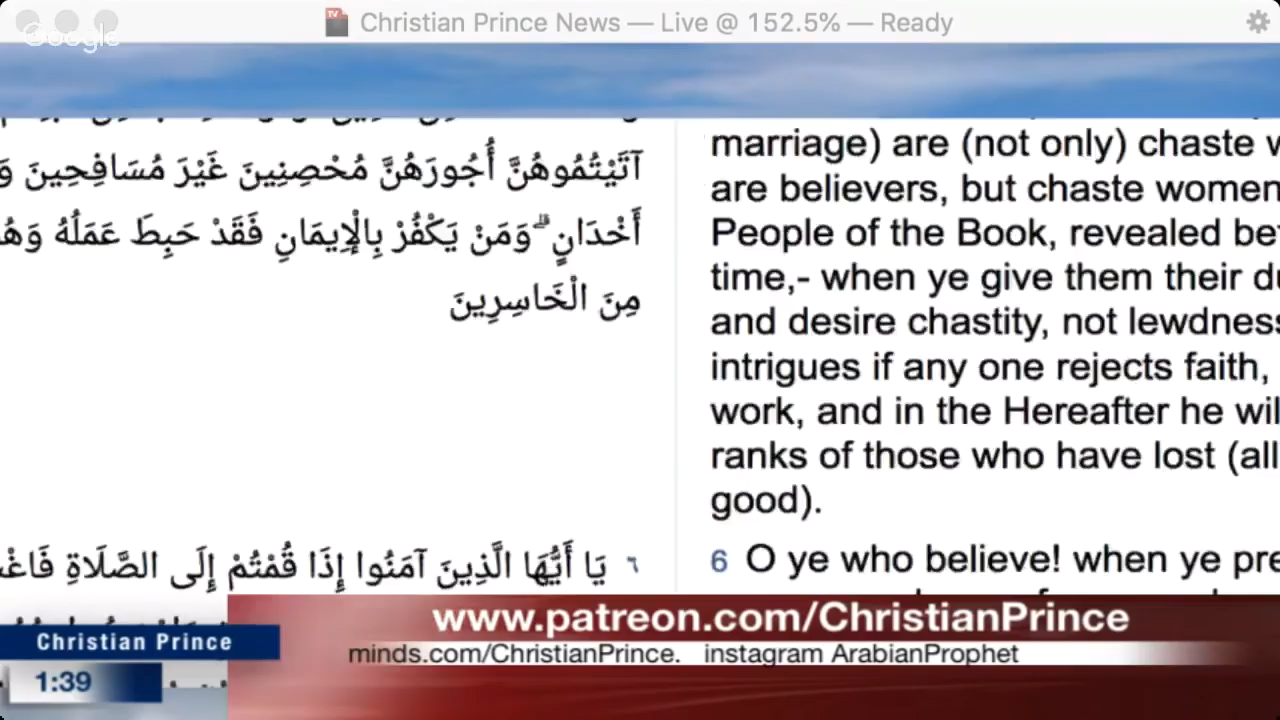 Christian Prince News — Live @ 152.5% — Ready
Google
آتَيْتُمُوهُنَّ أُجُورَهُنَّ مُحْصِنِينَ غَيْرَ مُسَافِحِينَ
أَخْدَانٍ ۗ وَمَنْ يَكْفُرْ بِالْإِيمَانِ فَقَدْ حَبِطَ عَمَلُهُ
مِنَ الْخَاسِرِينَ
٦ يَا أَيُّهَا الَّذِينَ آمَنُوا إِذَا قُمْتُمْ إِلَى الصَّلَاةِ
marriage) are (not only) chaste
are believers, but chaste women
People of the Book, revealed
time,- when ye give them their
and desire chastity, not lewdness
intrigues if any one rejects faith,
work, and in the Hereafter he
ranks of those who have lost (all
good).
6 O ye who believe! when ye
www.patreon.com/ChristianPrince
Christian Prince
minds.com/ChristianPrince. instagram ArabianProphet
1:39